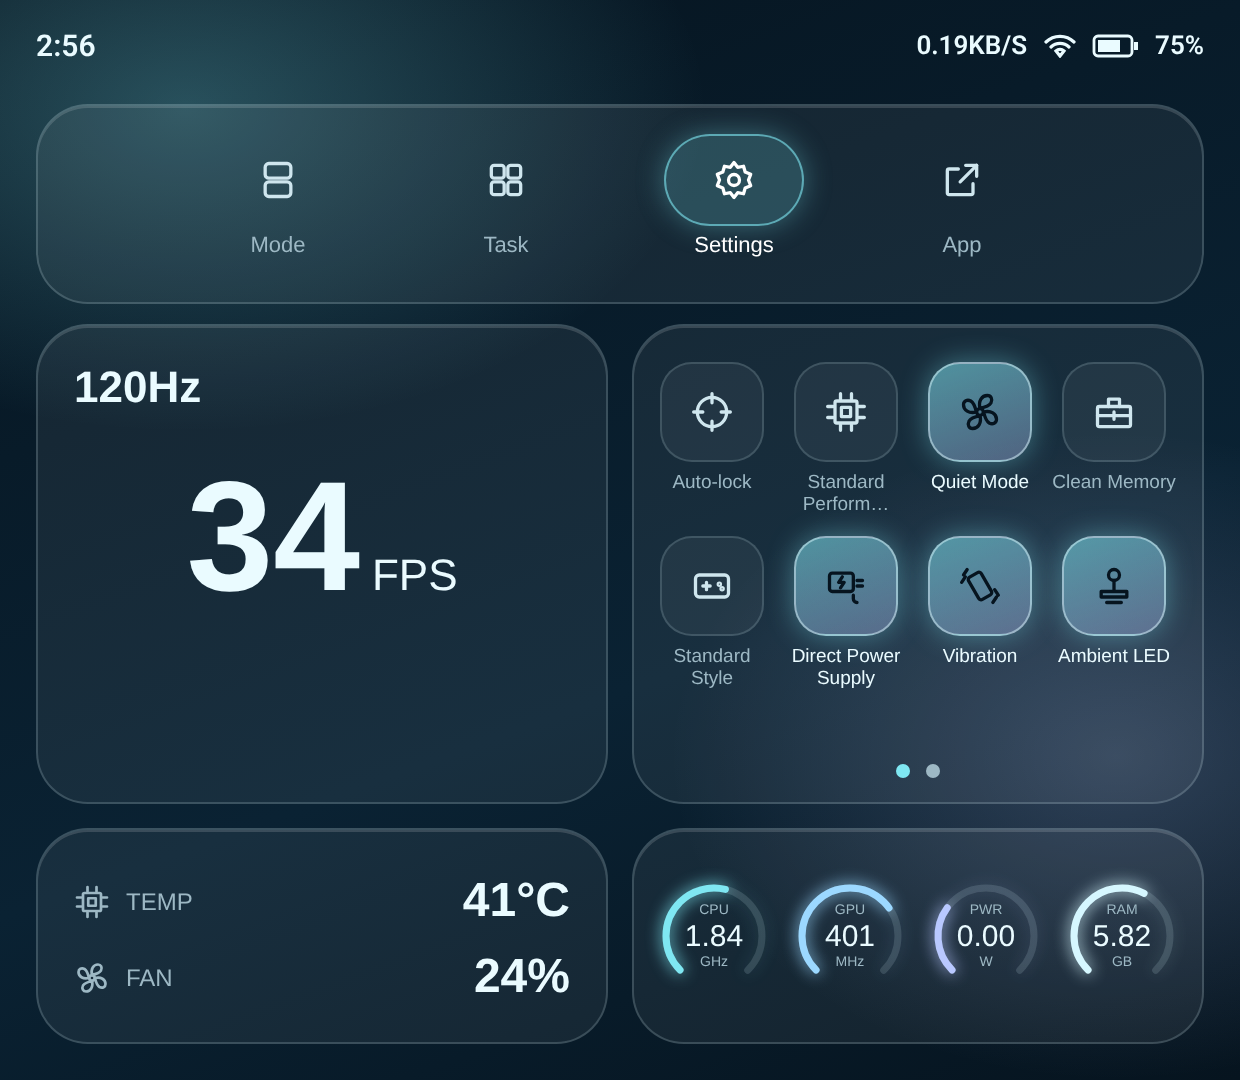 2:56
0.19KB/S
75%
Mode
Task
Settings
App
120Hz
34 FPS
Auto-lock
Standard
Perform…
Quiet Mode
Clean Memory
Standard
Style
Direct Power
Supply
Vibration
Ambient LED
TEMP
41°C
FAN
24%
CPU
1.84
GHz
GPU
401
MHz
PWR
0.00
W
RAM
5.82
GB